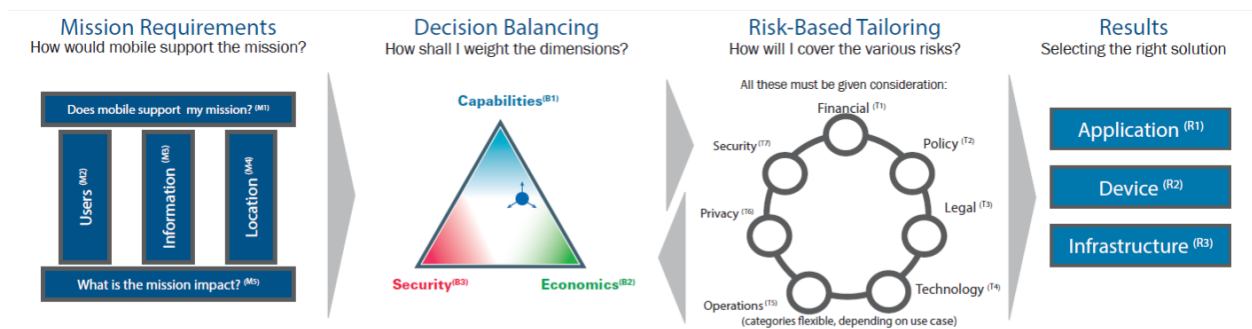 Mission Requirements
How would mobile support the mission?
Does mobile support my mission? (M1)
Users (M2)
Information (M3)
Location (M4)
What is the mission impact? (M5)
Decision Balancing
How shall I weight the dimensions?
Capabilities(B1)
Security(B3)
Economics(B2)
Risk-Based Tailoring
How will I cover the various risks?
All these must be given consideration:
Financial (T1)
Policy (T2)
Legal (T3)
Technology (T4)
Operations (T5)
Privacy (T6)
Security (T7)
(categories flexible, depending on use case)
Results
Selecting the right solution
Application (R1)
Device (R2)
Infrastructure (R3)